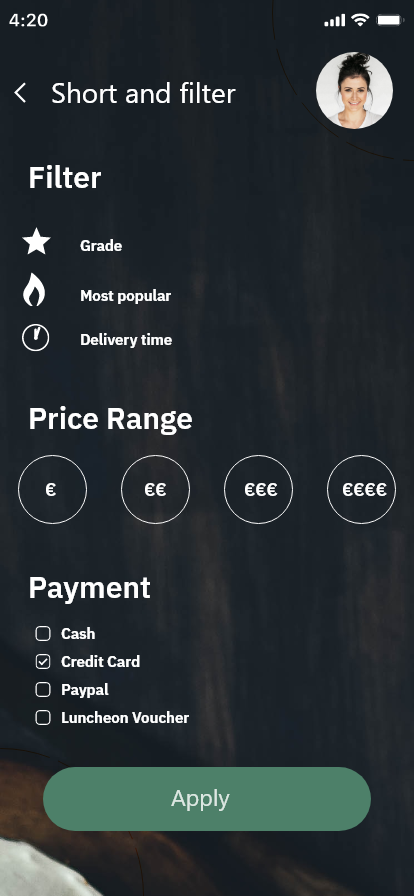 4:20
Short and filter
Filter
Grade
Most popular
Delivery time
Price Range
€ €€ €€€ €€€€
Payment
Cash
Credit Card
Paypal
Luncheon Voucher
Apply